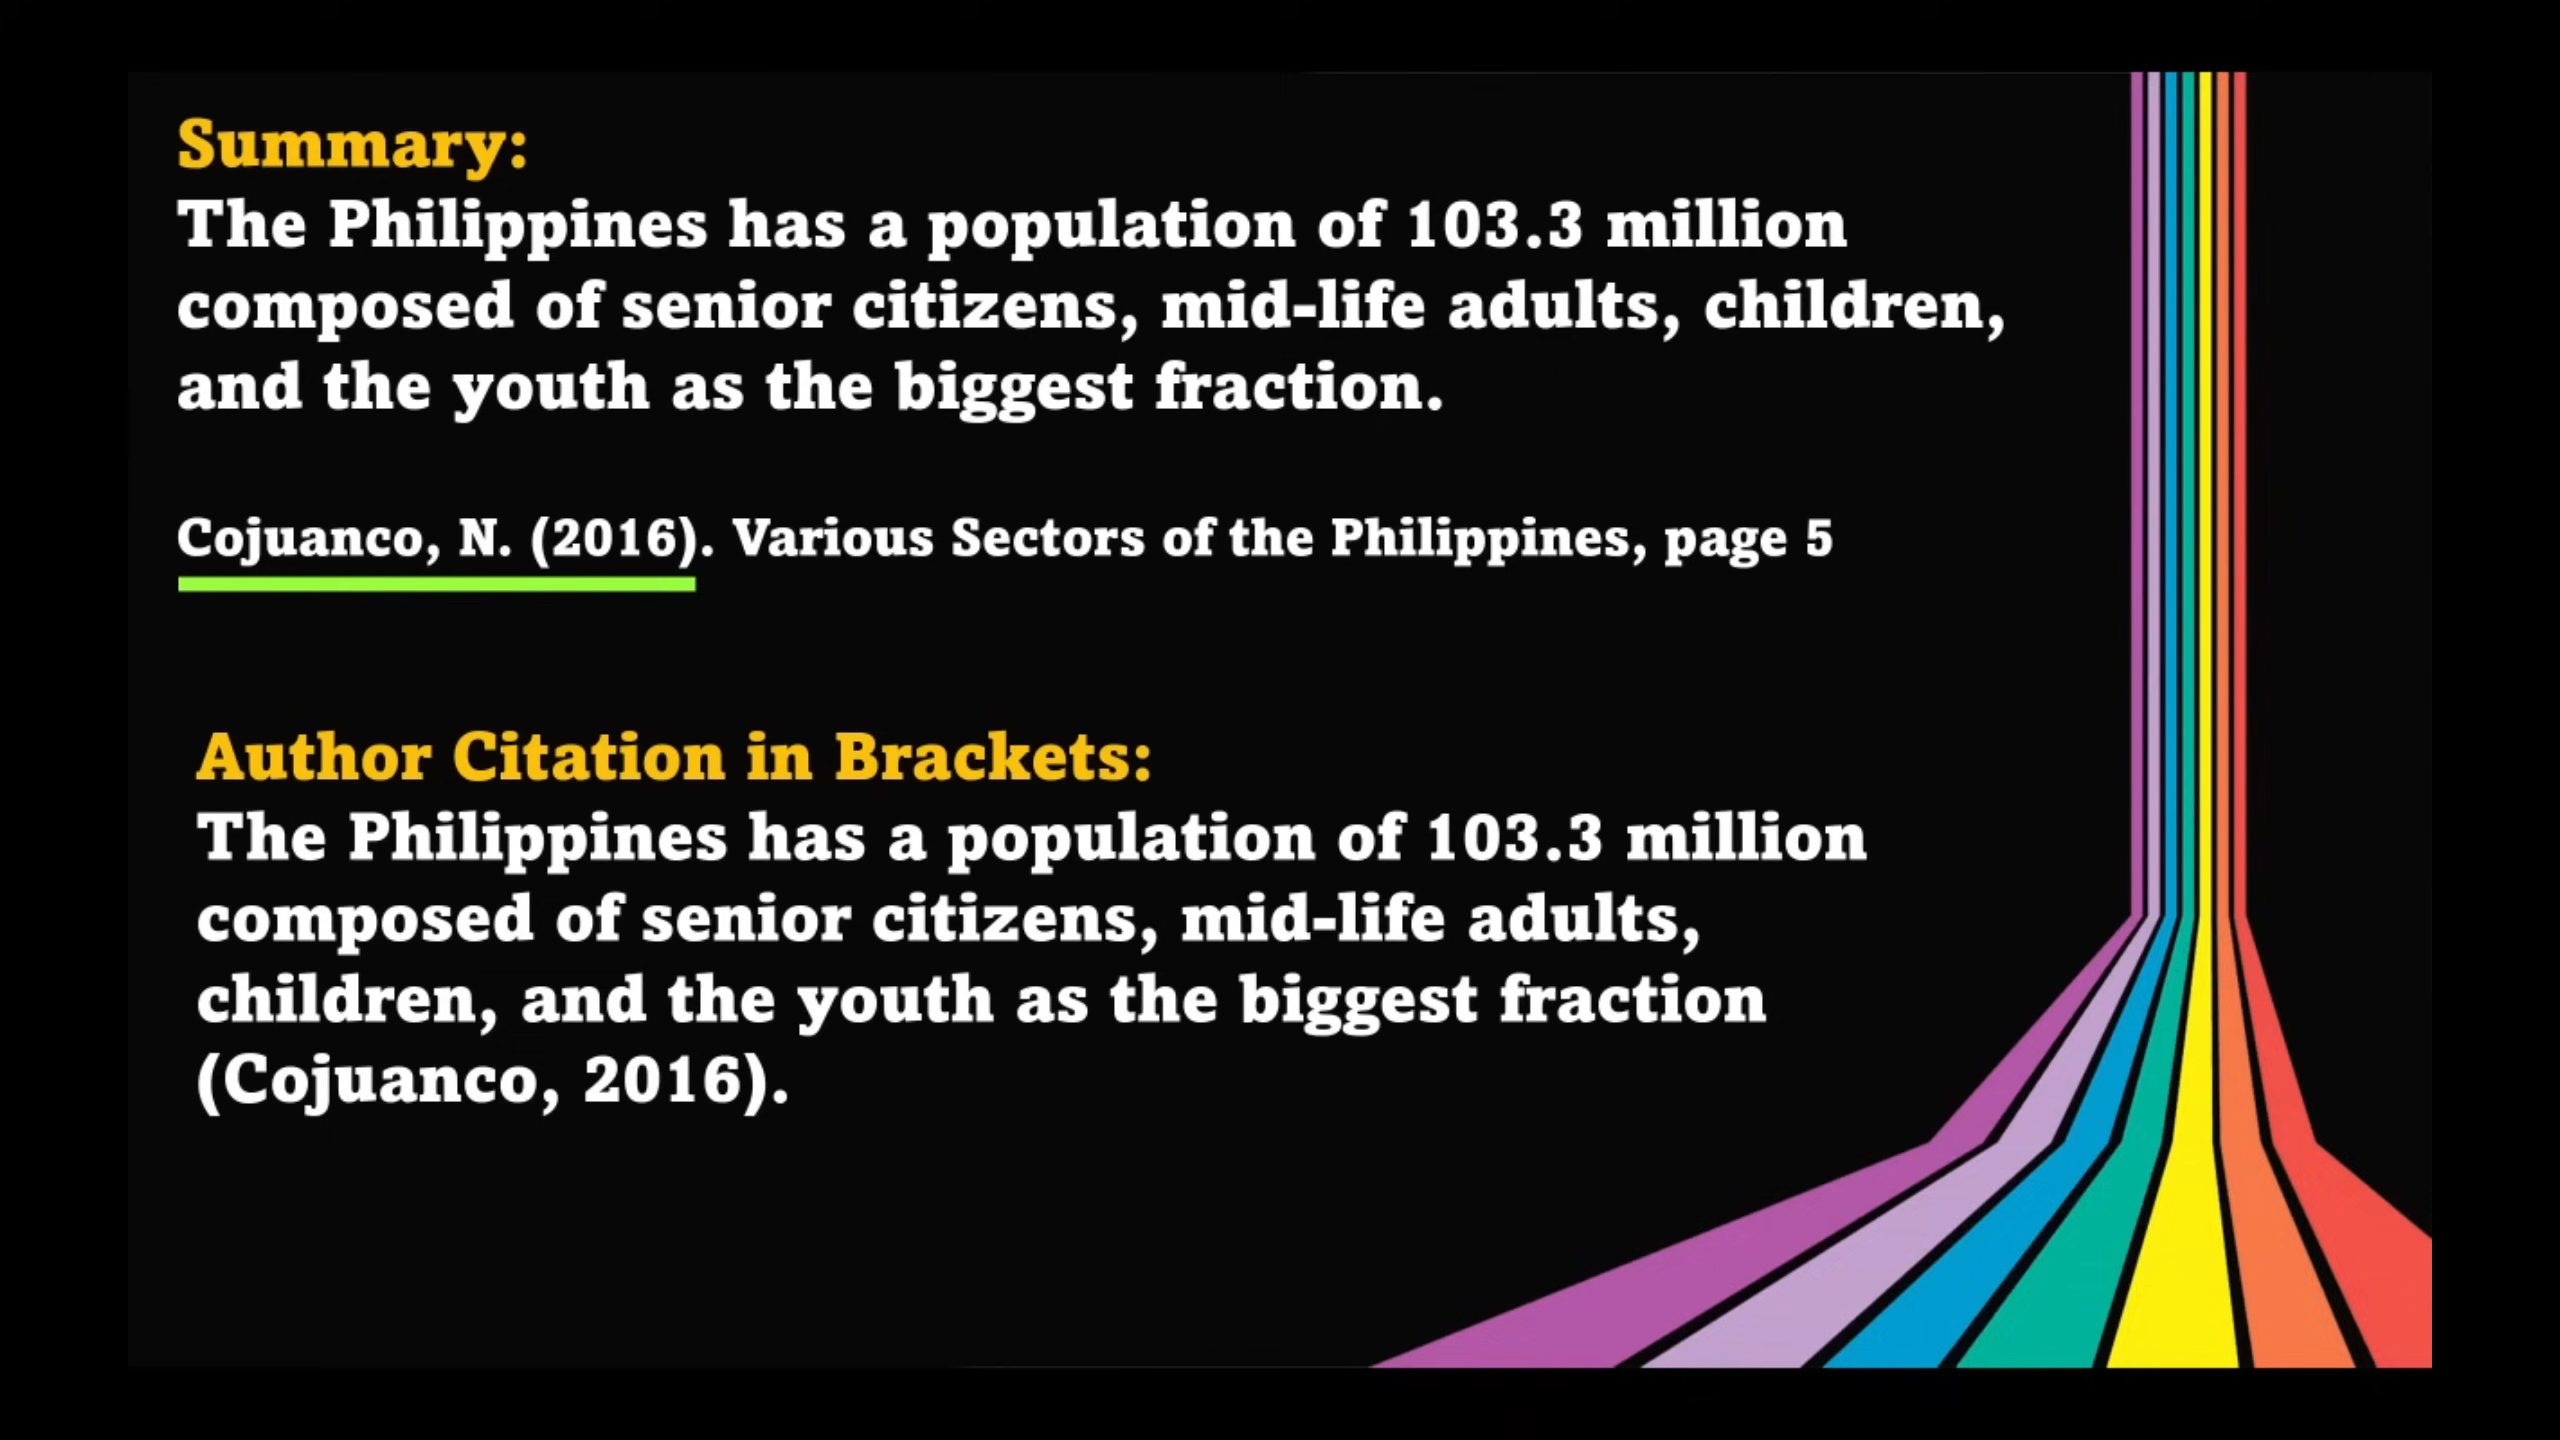 Summary:
The Philippines has a population of 103.3 million
composed of senior citizens, mid-life adults, children,
and the youth as the biggest fraction.
Cojuanco, N. (2016). Various Sectors of the Philippines, page 5
Author Citation in Brackets:
The Philippines has a population of 103.3 million
composed of senior citizens, mid-life adults,
children, and the youth as the biggest fraction
(Cojuanco, 2016).